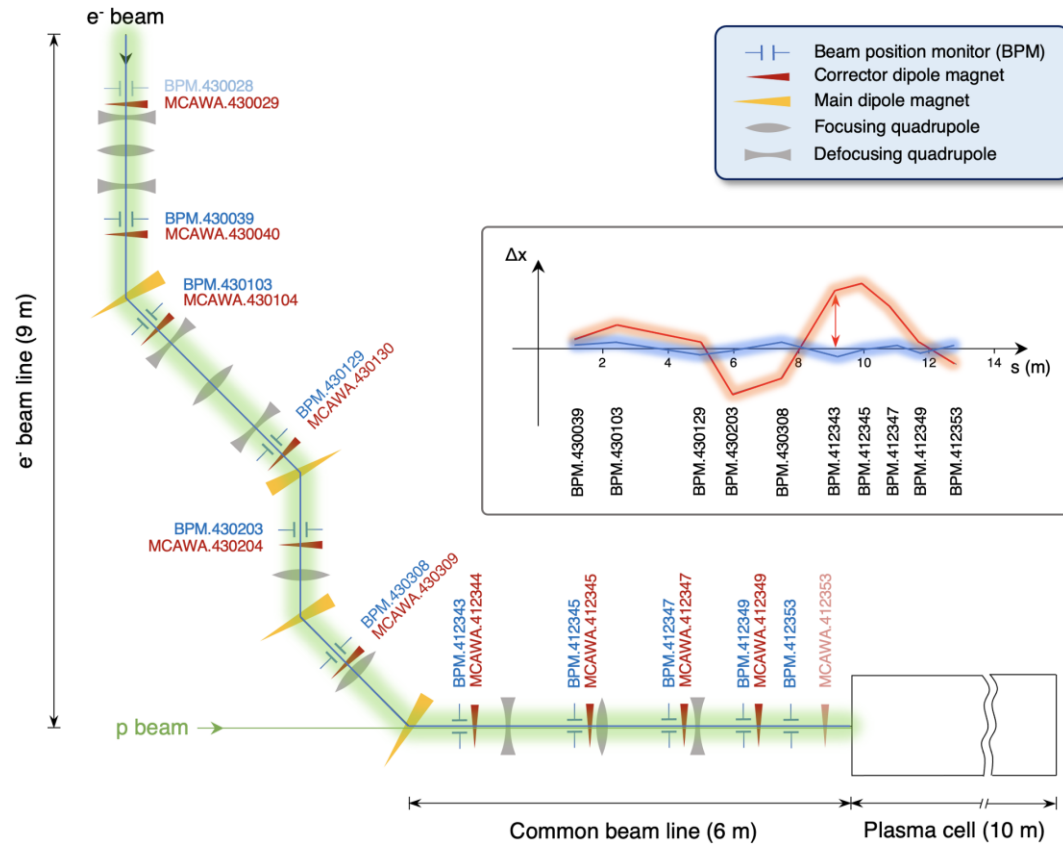 e⁻ beam
BPM.430028
MCAWA.430029
BPM.430039
MCAWA.430040
BPM.430103
MCAWA.430104
BPM.430129
MCAWA.430130
BPM.430203
MCAWA.430204
BPM.430308
MCAWA.430309
e⁻ beam line (9 m)
p beam
BPM.412343
MCAWA.412344
BPM.412345
MCAWA.412345
BPM.412347
MCAWA.412347
BPM.412349
MCAWA.412349
BPM.412353
MCAWA.412353
Common beam line (6 m)
Plasma cell (10 m)
Beam position monitor (BPM)
Corrector dipole magnet
Main dipole magnet
Focusing quadrupole
Defocusing quadrupole
Δx
2 4 6 8 10 12 14
s (m)
BPM.430039
BPM.430103
BPM.430129
BPM.430203
BPM.430308
BPM.412343
BPM.412345
BPM.412347
BPM.412349
BPM.412353